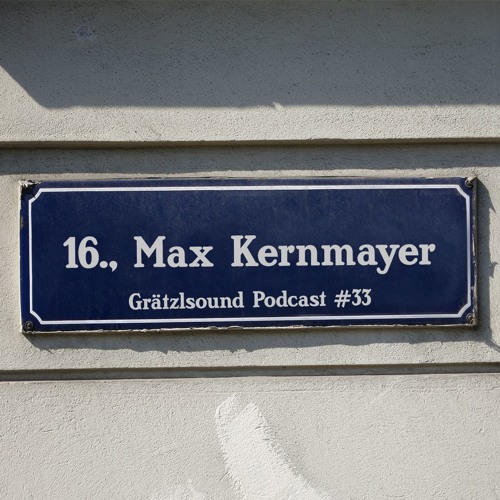 16., Max Kernmayer
Grätzlsound Podcast #33